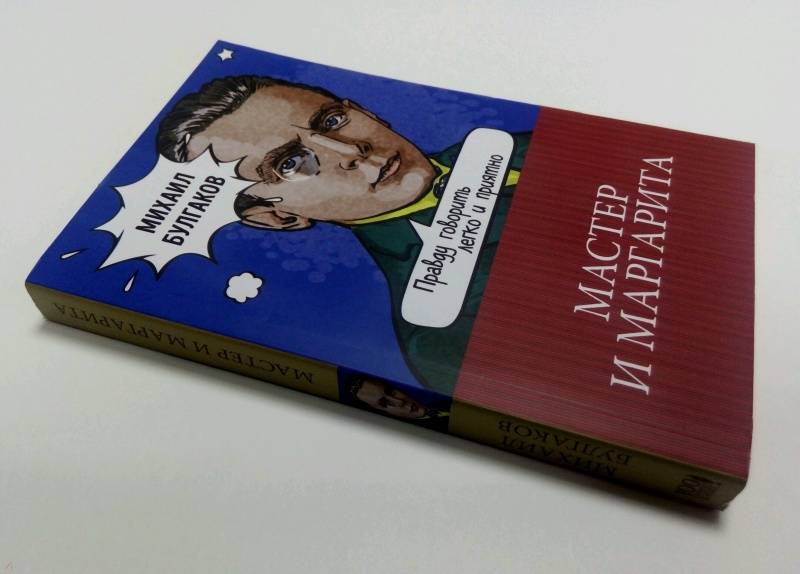 МИХАИЛ
БУЛГАКОВ
Правду говорить
легко и приятно
МАСТЕР
И МАРГАРИТА
МАСТЕР И МАРГАРИТА
МИХАИЛ
БУЛГАКОВ